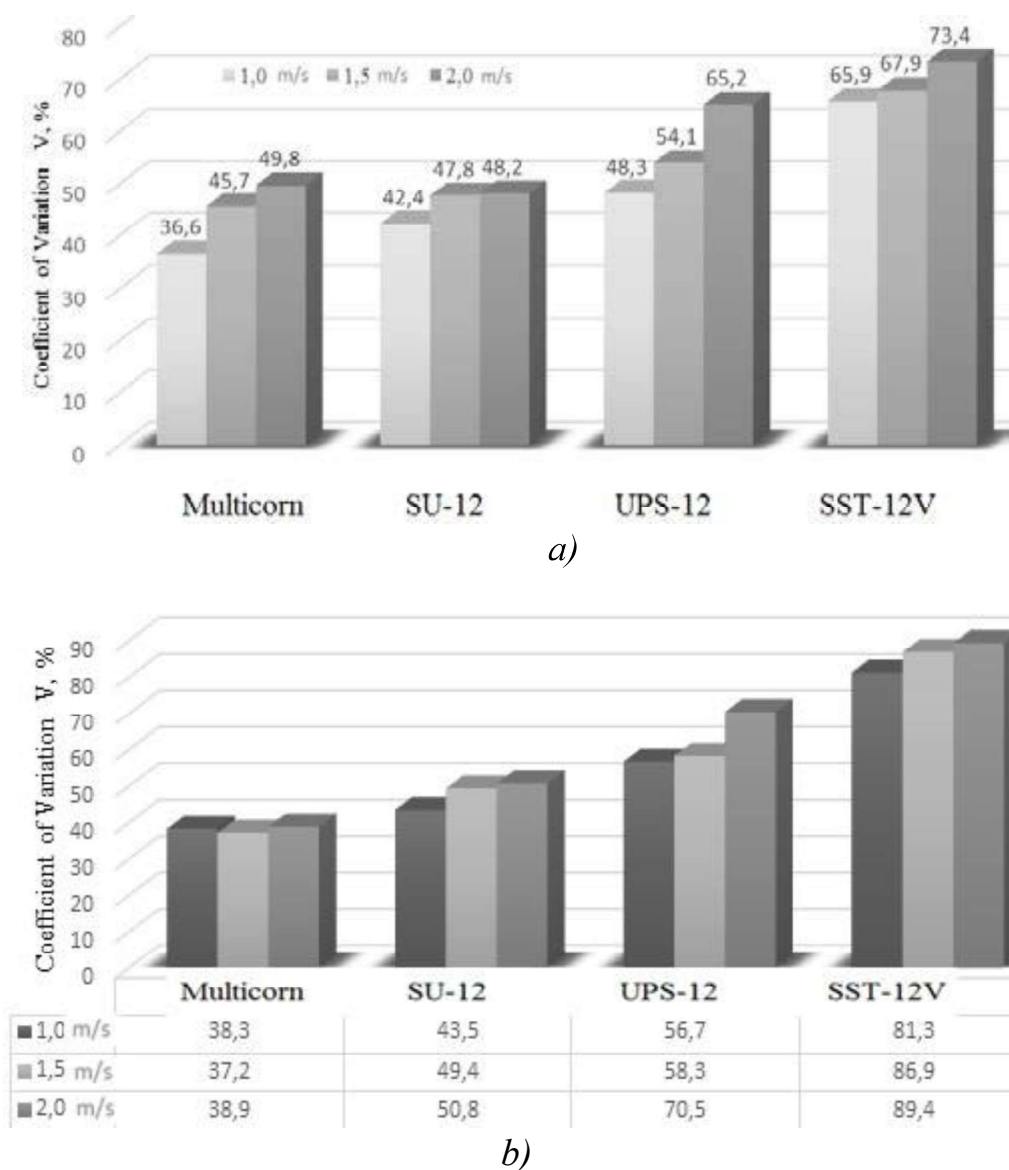 80
70
60
50
40
30
20
10
0
Coefficient of Variation V, %
1,0 m/s 1,5 m/s 2,0 m/s
36,6 45,7 49,8
42,4 47,8 48,2
48,3 54,1 65,2
65,9 67,9 73,4
Multicorn SU-12 UPS-12 SST-12V
a)
90
80
70
60
50
40
30
20
10
0
Coefficient of Variation V, %
Multicorn SU-12 UPS-12 SST-12V
1,0 m/s 38,3 43,5 56,7 81,3
1,5 m/s 37,2 49,4 58,3 86,9
2,0 m/s 38,9 50,8 70,5 89,4
b)